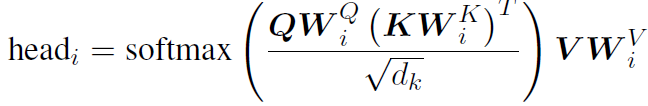 head_i = softmax ( QW_i^Q (KW_i^K)^T / √d_k ) VW_i^V